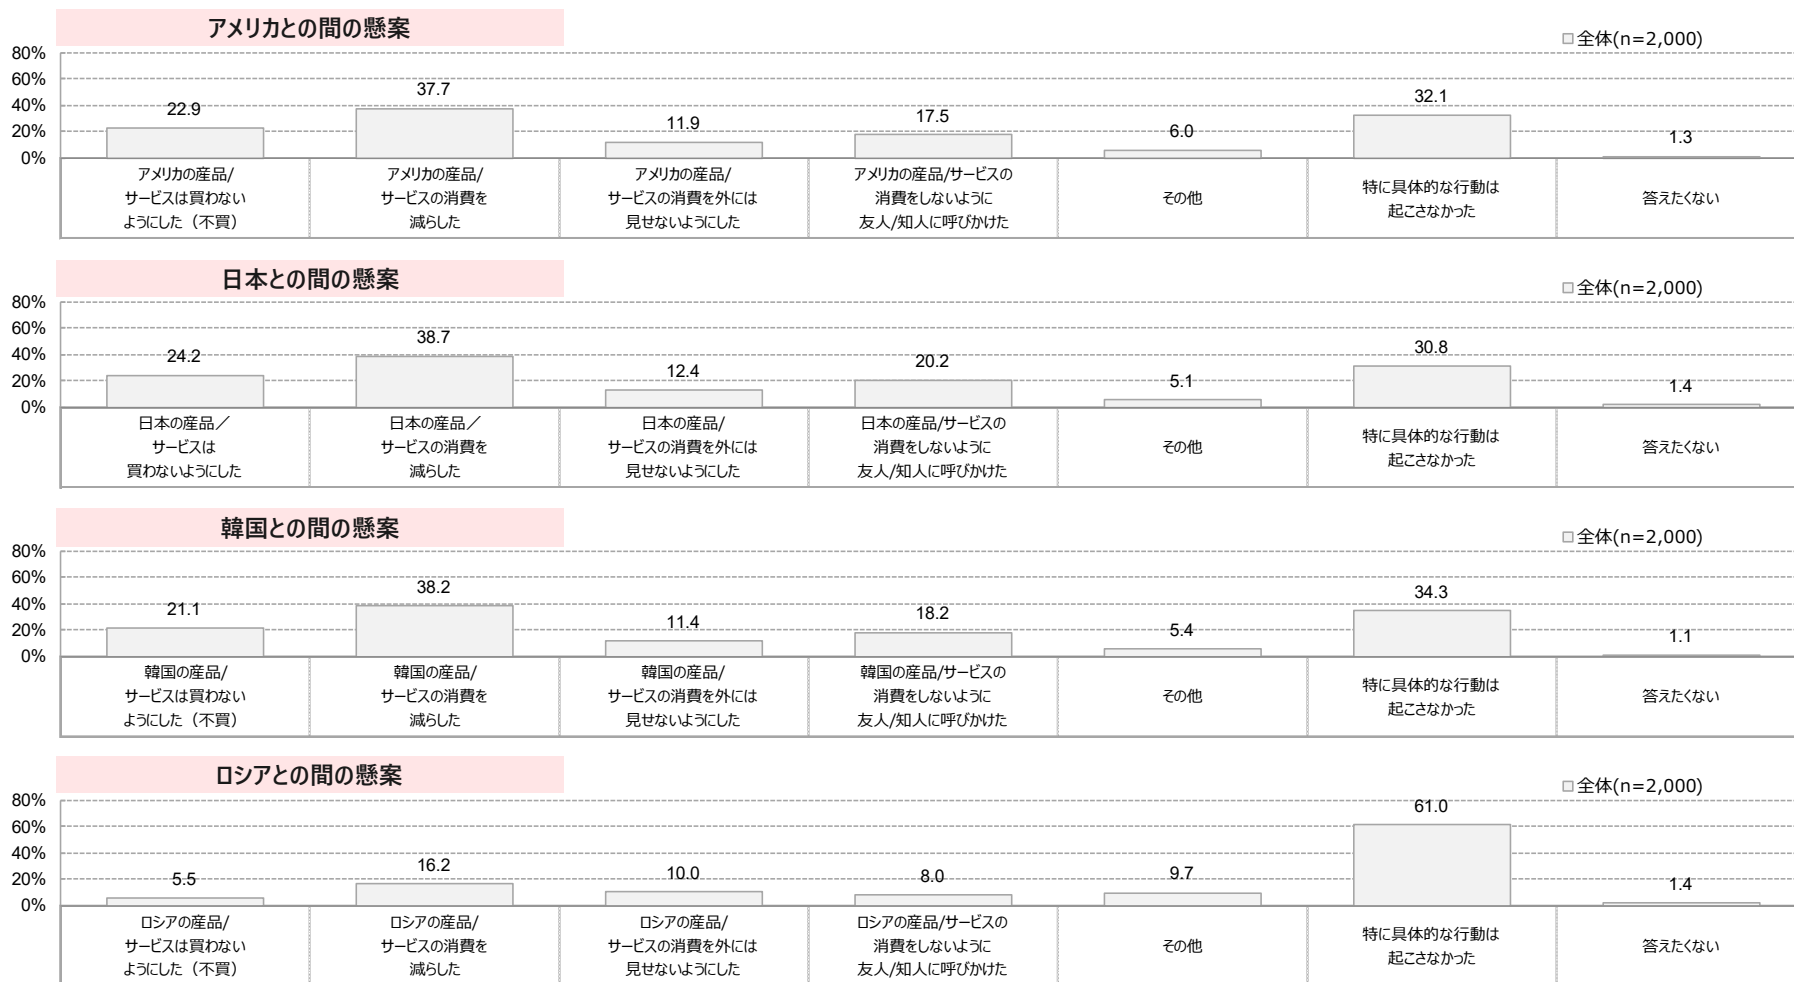 アメリカとの間の懸案
全体(n=2,000)
80%
60%
40%
20%
0%
22.9
37.7
11.9
17.5
6.0
32.1
1.3
アメリカの産品/
サービスは買わない
ようにした（不買）
アメリカの産品/
サービスの消費を
減らした
アメリカの産品/
サービスの消費を外には
見せないようにした
アメリカの産品/サービスの
消費をしないように
友人/知人に呼びかけた
その他
特に具体的な行動は
起こさなかった
答えたくない
日本との間の懸案
全体(n=2,000)
80%
60%
40%
20%
0%
24.2
38.7
12.4
20.2
5.1
30.8
1.4
日本の産品／
サービスは
買わないようにした
日本の産品／
サービスの消費を
減らした
日本の産品/
サービスの消費を外には
見せないようにした
日本の産品/サービスの
消費をしないように
友人/知人に呼びかけた
その他
特に具体的な行動は
起こさなかった
答えたくない
韓国との間の懸案
全体(n=2,000)
80%
60%
40%
20%
0%
21.1
38.2
11.4
18.2
5.4
34.3
1.1
韓国の産品/
サービスは買わない
ようにした（不買）
韓国の産品/
サービスの消費を
減らした
韓国の産品/
サービスの消費を外には
見せないようにした
韓国の産品/サービスの
消費をしないように
友人/知人に呼びかけた
その他
特に具体的な行動は
起こさなかった
答えたくない
ロシアとの間の懸案
全体(n=2,000)
80%
60%
40%
20%
0%
5.5
16.2
10.0
8.0
9.7
61.0
1.4
ロシアの産品/
サービスは買わない
ようにした（不買）
ロシアの産品/
サービスの消費を
減らした
ロシアの産品/
サービスの消費を外には
見せないようにした
ロシアの産品/サービスの
消費をしないように
友人/知人に呼びかけた
その他
特に具体的な行動は
起こさなかった
答えたくない